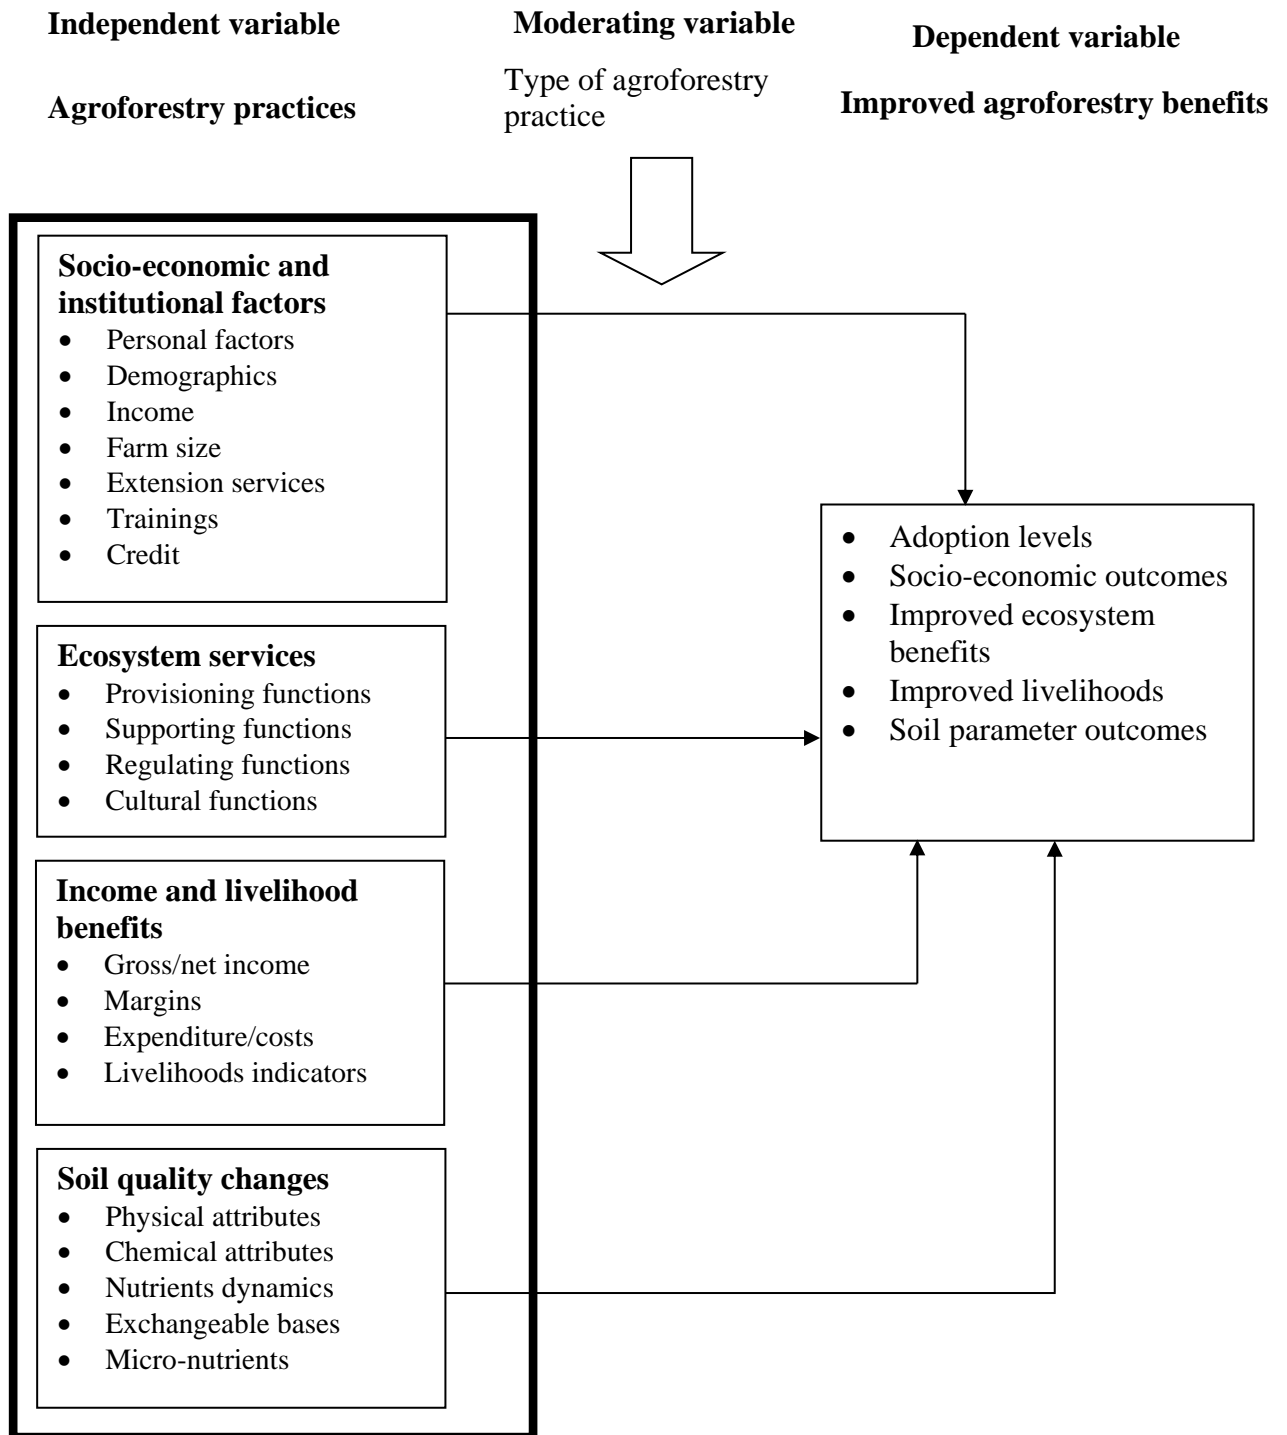 Independent variable
Agroforestry practices
Moderating variable
Type of agroforestry
practice
Dependent variable
Improved agroforestry benefits
Socio-economic and
institutional factors
• Personal factors
• Demographics
• Income
• Farm size
• Extension services
• Trainings
• Credit
Ecosystem services
• Provisioning functions
• Supporting functions
• Regulating functions
• Cultural functions
Income and livelihood
benefits
• Gross/net income
• Margins
• Expenditure/costs
• Livelihoods indicators
Soil quality changes
• Physical attributes
• Chemical attributes
• Nutrients dynamics
• Exchangeable bases
• Micro-nutrients
• Adoption levels
• Socio-economic outcomes
• Improved ecosystem
benefits
• Improved livelihoods
• Soil parameter outcomes